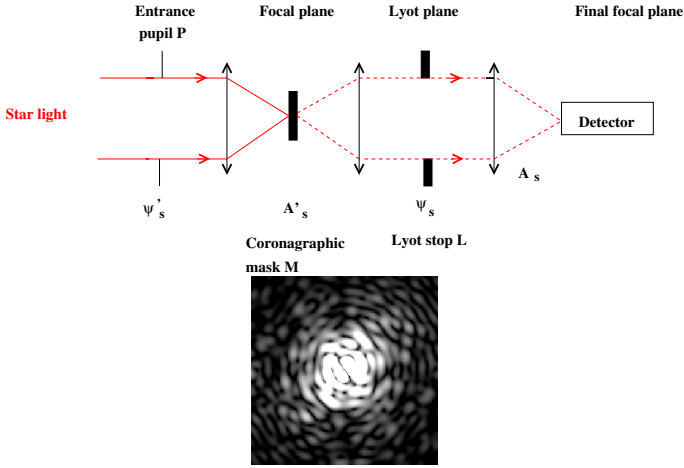 Entrance
pupil P
Focal plane
Lyot plane
Final focal plane
Star light
Detector
ψ's
A's
ψs
As
Coronagraphic
mask M
Lyot stop L